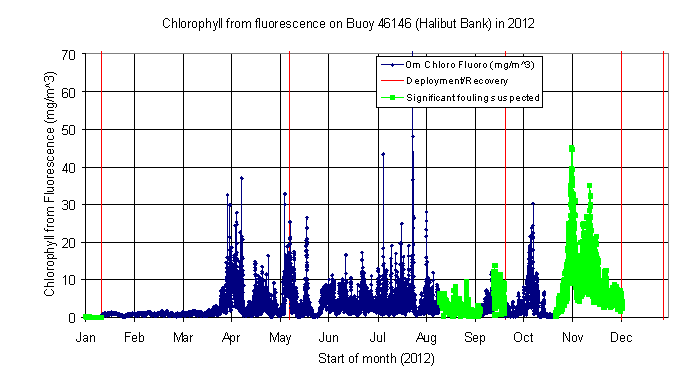 Chlorophyll from fluorescence on Buoy 46146 (Halibut Bank) in 2012
Chlorophyll from Fluorescence (mg/m^3)
70
60
50
40
30
20
10
0
0m Chloro Fluoro (mg/m^3)
Deployment/Recovery
Significant fouling suspected
Jan Feb Mar Apr May Jun Jul Aug Sep Oct Nov Dec
Start of month (2012)